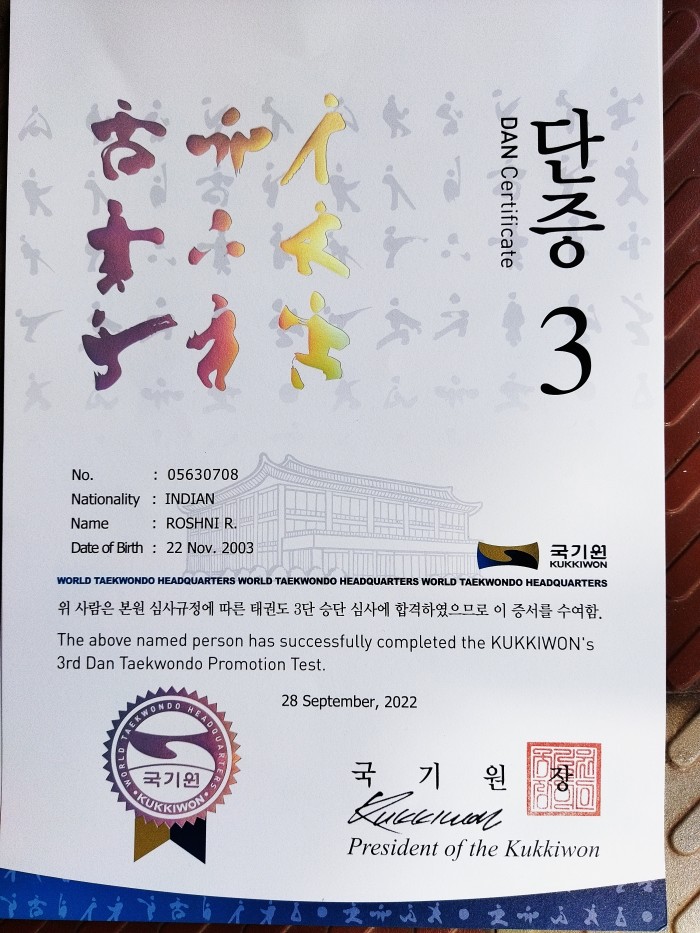 단증
DAN Certificate
3
No. : 05630708
Nationality : INDIAN
Name : ROSHNI R.
Date of Birth : 22 Nov. 2003
국기원
KUKKIWON
WORLD TAEKWONDO HEADQUARTERS WORLD TAEKWONDO HEADQUARTERS WORLD TAEKWONDO HEADQUARTERS
위 사람은 본원 심사규정에 따른 태권도 3단 승단 심사에 합격하였으므로 이 증서를 수여함.
The above named person has successfully completed the KUKKIWON's
3rd Dan Taekwondo Promotion Test.
28 September, 2022
WORLD TAEKWONDO HEADQUARTERS
국기원
KUKKIWON
국 기 원 장
Kukkiwon
President of the Kukkiwon